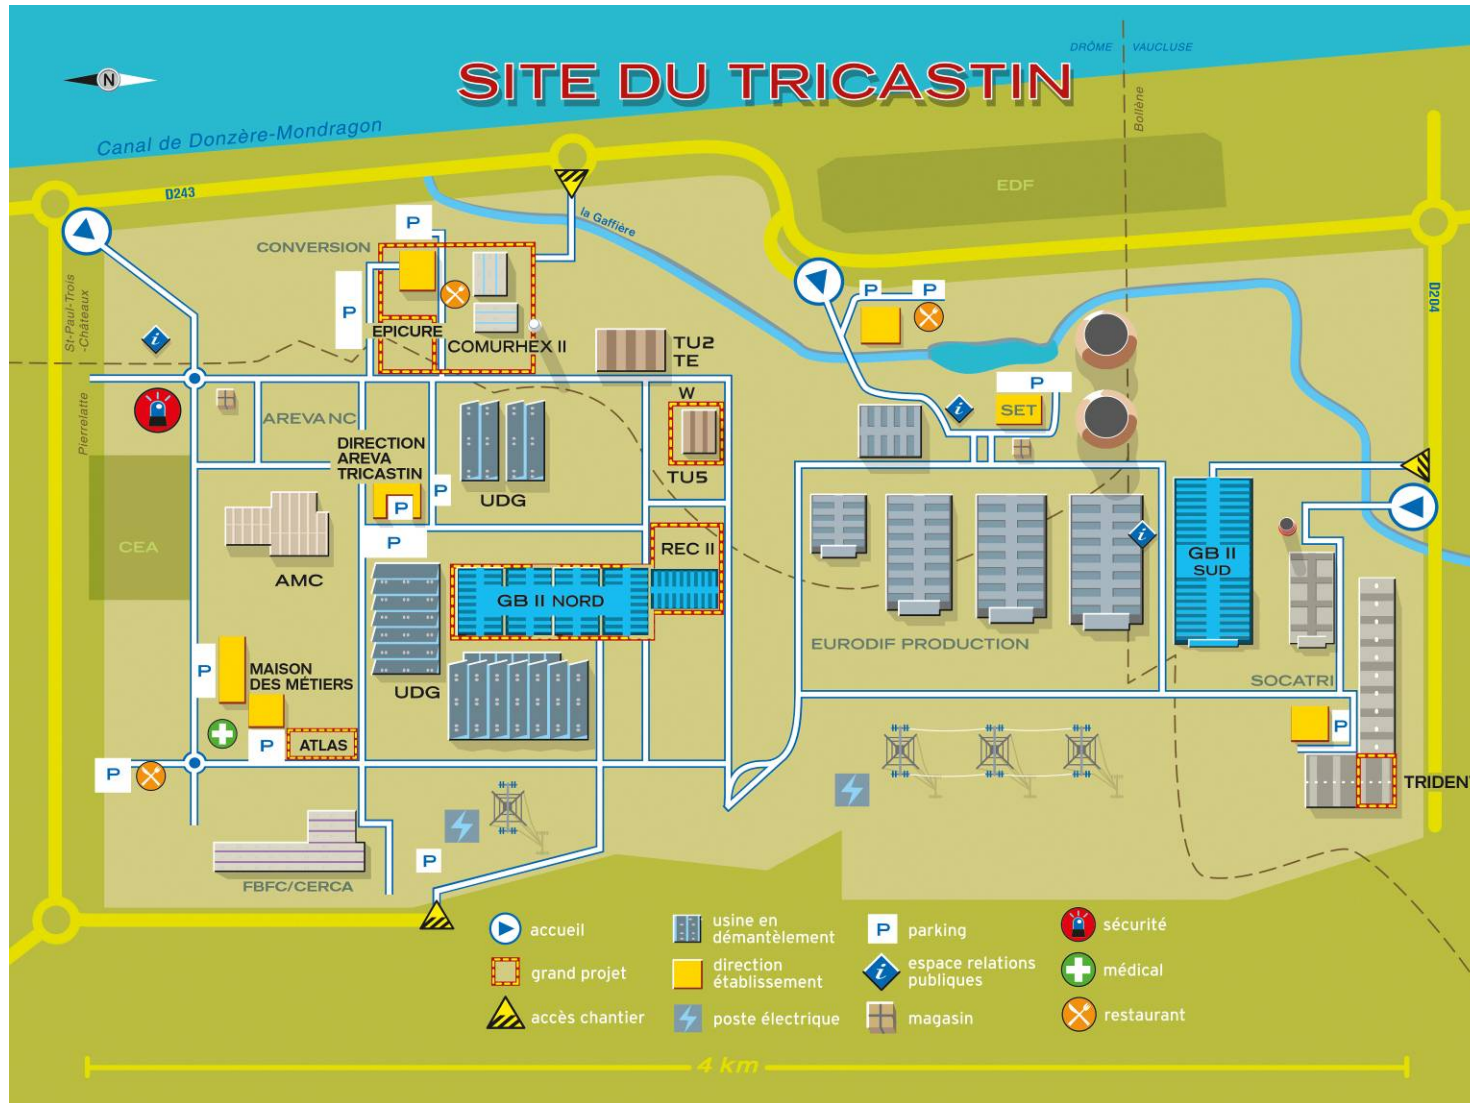 DRÔME
VAUCLUSE
N
SITE DU TRICASTIN
Bollène
Canal de Donzère-Mondragon
D243
EDF
P
la Gaffière
CONVERSION
St-Paul-Trois
-Châteaux
P
P
P
D204
EPICURE
COMURHEX II
TU2
TE
P
W
SET
Pierrelatte
AREVA NC
DIRECTION
AREVA
TRICASTIN
TU5
P
UDG
P
P
CEA
REC II
GB II
SUD
AMC
GB II NORD
EURODIF PRODUCTION
P
MAISON
DES MÉTIERS
UDG
SOCATRI
P
P
ATLAS
P
TRIDENT
P
FBFC/CERCA
accueil
usine en
démantèlement
P
parking
sécurité
grand projet
direction
établissement
espace relations
publiques
médical
accès chantier
poste électrique
magasin
restaurant
4 km